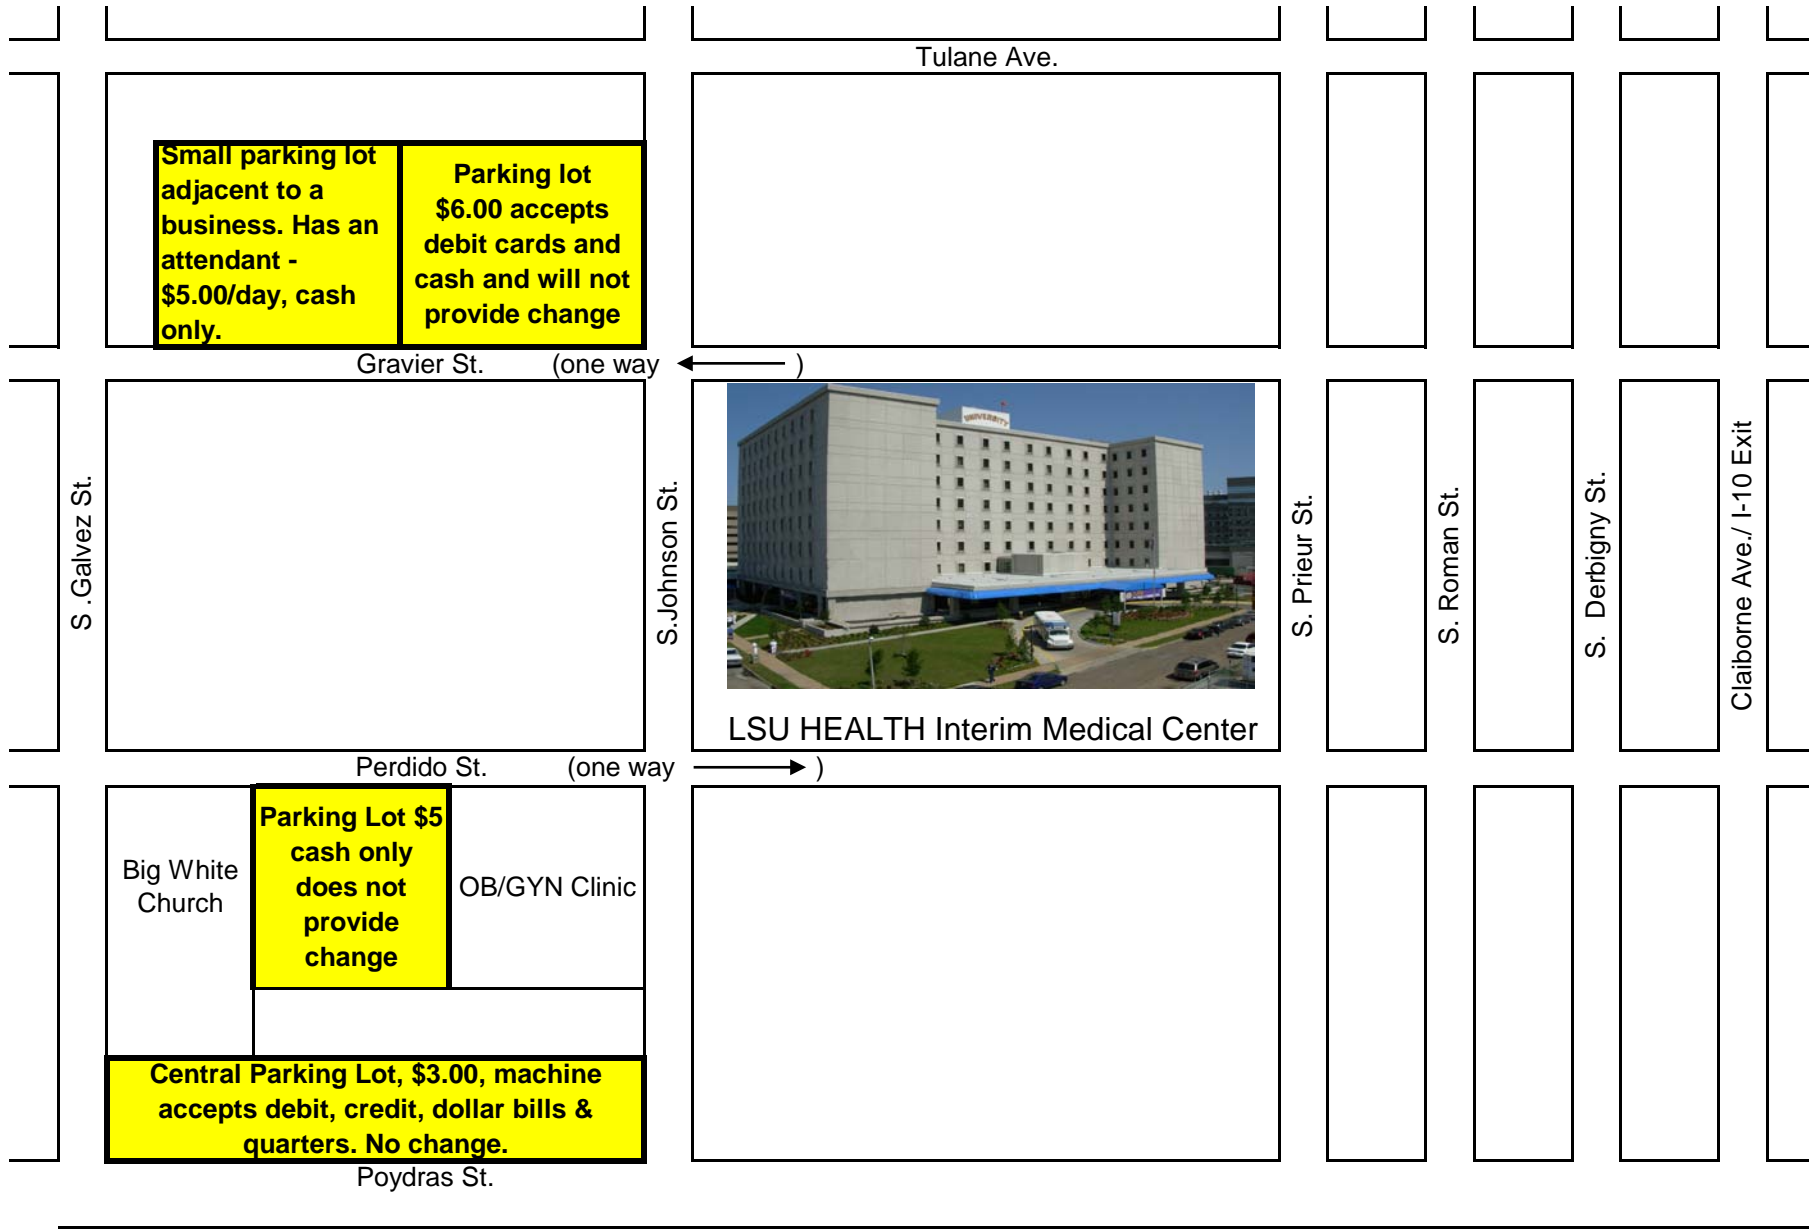 Tulane Ave.
Small parking lot
adjacent to a
business. Has an
attendant -
$5.00/day, cash
only.
Parking lot
$6.00 accepts
debit cards and
cash and will not
provide change
Gravier St. (one way )
S .Galvez St.
S.Johnson St.
UNIVERSITY
LSU HEALTH Interim Medical Center
S. Prieur St.
S. Roman St.
S. Derbigny St.
Claiborne Ave./ I-10 Exit
Perdido St. (one way )
Big White
Church
Parking Lot $5
cash only
does not
provide
change
OB/GYN Clinic
Central Parking Lot, $3.00, machine
accepts debit, credit, dollar bills &
quarters. No change.
Poydras St.